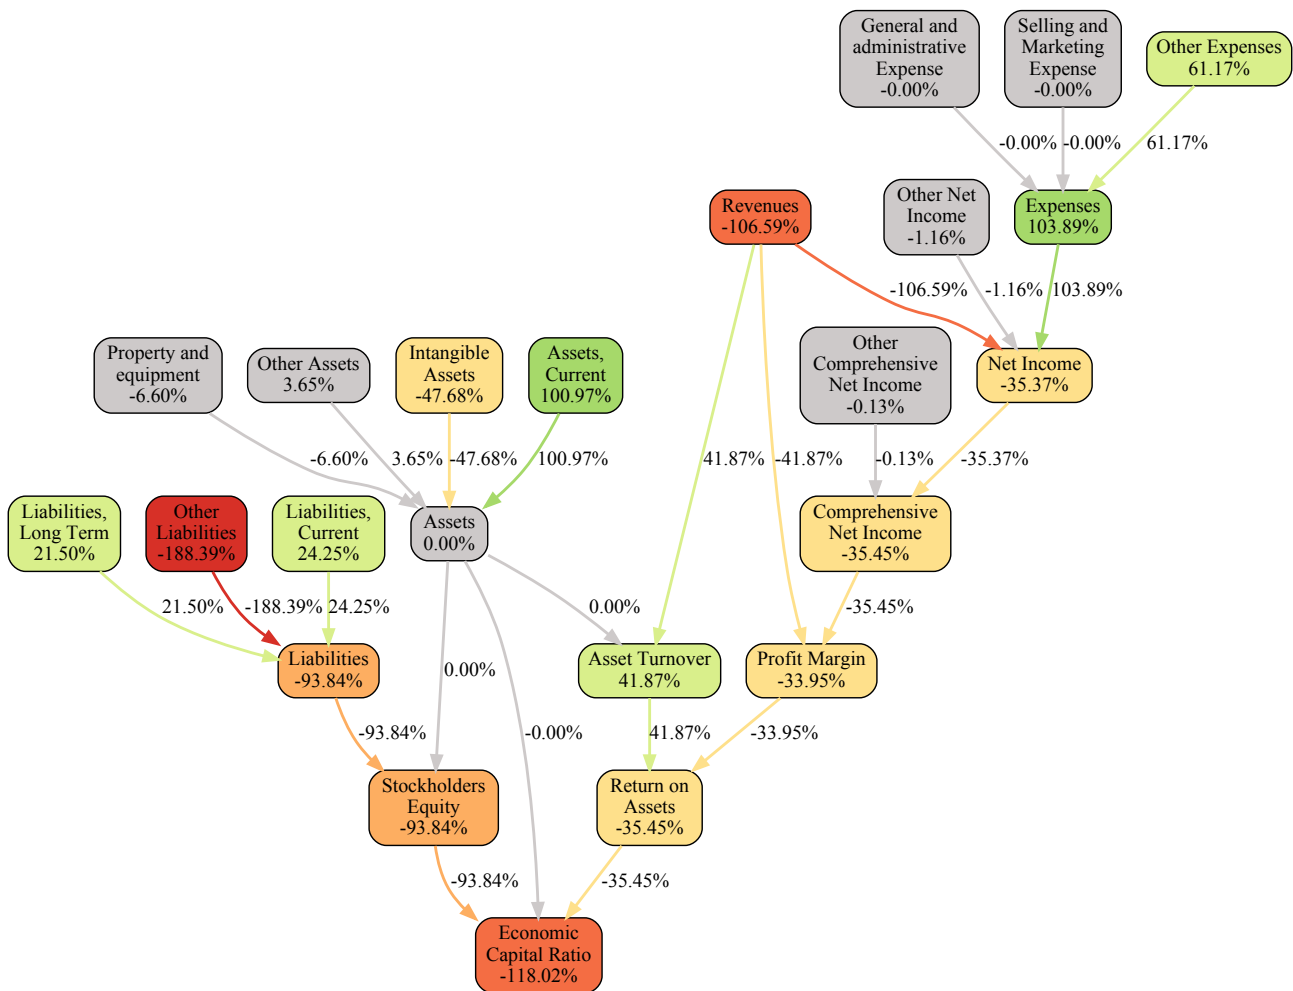 General and
administrative
Expense
-0.00%
Selling and
Marketing
Expense
-0.00%
Other Expenses
61.17%
-0.00%
-0.00%
61.17%
Revenues
-106.59%
Other Net
Income
-1.16%
Expenses
103.89%
-106.59%
-1.16%
103.89%
Property and
equipment
-6.60%
Other Assets
3.65%
Intangible
Assets
-47.68%
Assets,
Current
100.97%
Other
Comprehensive
Net Income
-0.13%
Net Income
-35.37%
-6.60%
3.65%
-47.68%
100.97%
41.87%
-41.87%
-0.13%
-35.37%
Liabilities,
Long Term
21.50%
Other
Liabilities
-188.39%
Liabilities,
Current
24.25%
Assets
0.00%
Comprehensive
Net Income
-35.45%
21.50%
-188.39%
24.25%
0.00%
-35.45%
Liabilities
-93.84%
0.00%
Asset Turnover
41.87%
Profit Margin
-33.95%
-93.84%
-0.00%
41.87%
-33.95%
Stockholders
Equity
-93.84%
Return on
Assets
-35.45%
-93.84%
-35.45%
Economic
Capital Ratio
-118.02%